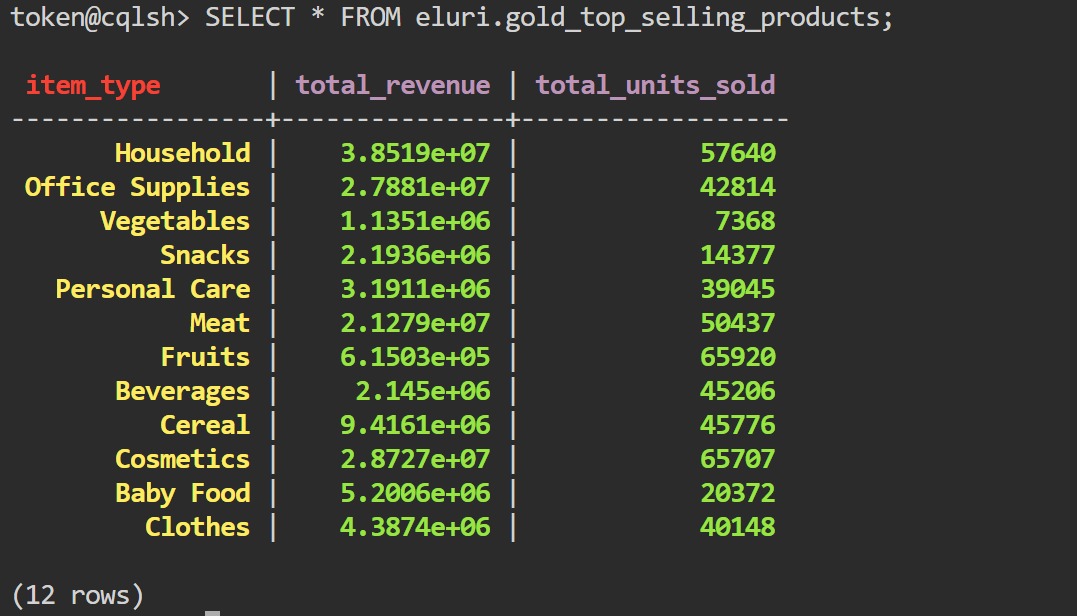 token@cqlsh> SELECT * FROM eluri.gold_top_selling_products;
item_type | total_revenue | total_units_sold
-----------------+---------------+------------------
Household | 3.8519e+07 | 57640
Office Supplies | 2.7881e+07 | 42814
Vegetables | 1.1351e+06 | 7368
Snacks | 2.1936e+06 | 14377
Personal Care | 3.1911e+06 | 39045
Meat | 2.1279e+07 | 50437
Fruits | 6.1503e+05 | 65920
Beverages | 2.145e+06 | 45206
Cereal | 9.4161e+06 | 45776
Cosmetics | 2.8727e+07 | 65707
Baby Food | 5.2006e+06 | 20372
Clothes | 4.3874e+06 | 40148
(12 rows)